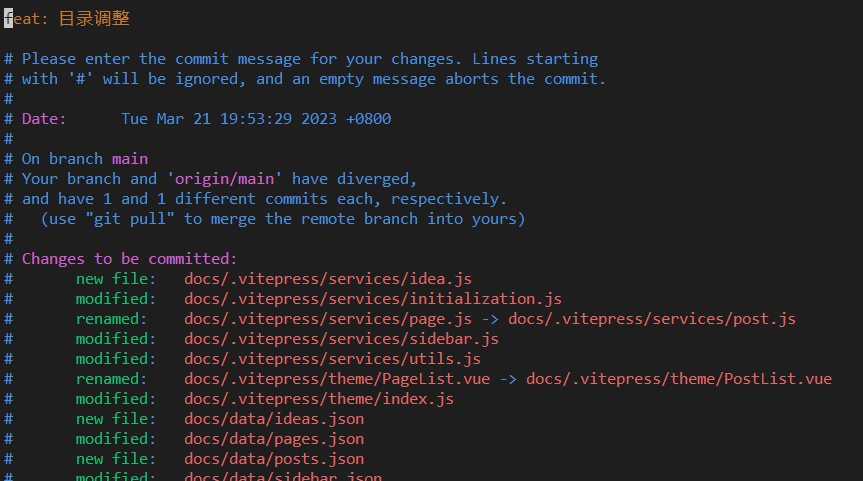 feat: 目录调整
# Please enter the commit message for your changes. Lines starting
# with '#' will be ignored, and an empty message aborts the commit.
#
# Date:      Tue Mar 21 19:53:29 2023 +0800
#
# On branch main
# Your branch and 'origin/main' have diverged,
# and have 1 and 1 different commits each, respectively.
#   (use "git pull" to merge the remote branch into yours)
#
# Changes to be committed:
#       new file:   docs/.vitepress/services/idea.js
#       modified:   docs/.vitepress/services/initialization.js
#       renamed:    docs/.vitepress/services/page.js -> docs/.vitepress/services/post.js
#       modified:   docs/.vitepress/services/sidebar.js
#       modified:   docs/.vitepress/services/utils.js
#       renamed:    docs/.vitepress/theme/PageList.vue -> docs/.vitepress/theme/PostList.vue
#       modified:   docs/.vitepress/theme/index.js
#       new file:   docs/data/ideas.json
#       modified:   docs/data/pages.json
#       new file:   docs/data/posts.json
#       modified:   docs/data/sidebar.json